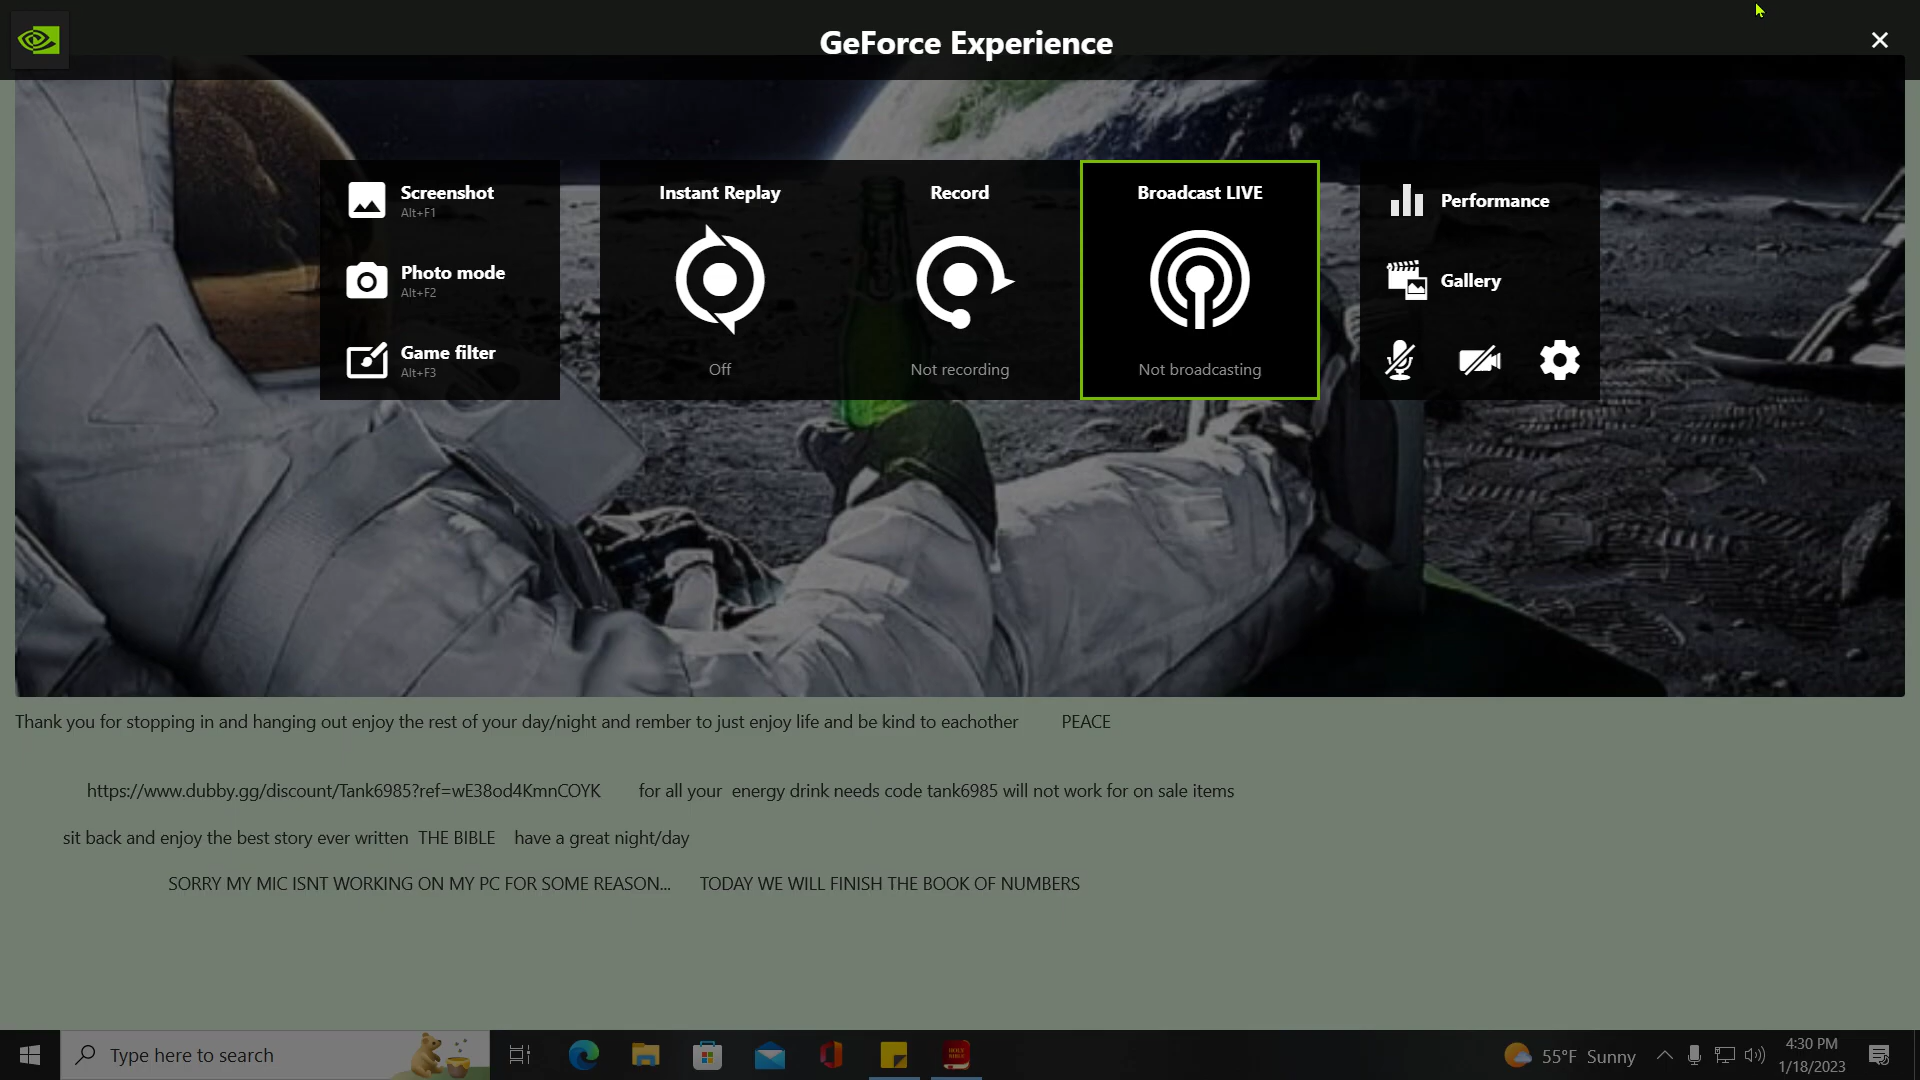 GeForce Experience
Screenshot
Alt+F1
Photo mode
Alt+F2
Game filter
Alt+F3
Instant Replay
Off
Record
Not recording
Broadcast LIVE
Not broadcasting
Performance
Gallery
Thank you for stopping in and hanging out enjoy the rest of your day/night and rember to just enjoy life and be kind to eachother PEACE
https://www.dubby.gg/discount/Tank6985?ref=wE38od4KmnCOYK for all your energy drink needs code tank6985 will not work for on sale items
sit back and enjoy the best story ever written THE BIBLE have a great night/day
SORRY MY MIC ISNT WORKING ON MY PC FOR SOME REASON... TODAY WE WILL FINISH THE BOOK OF NUMBERS
Type here to search
HOLY BIBLE
55°F Sunny
4:30 PM
1/18/2023